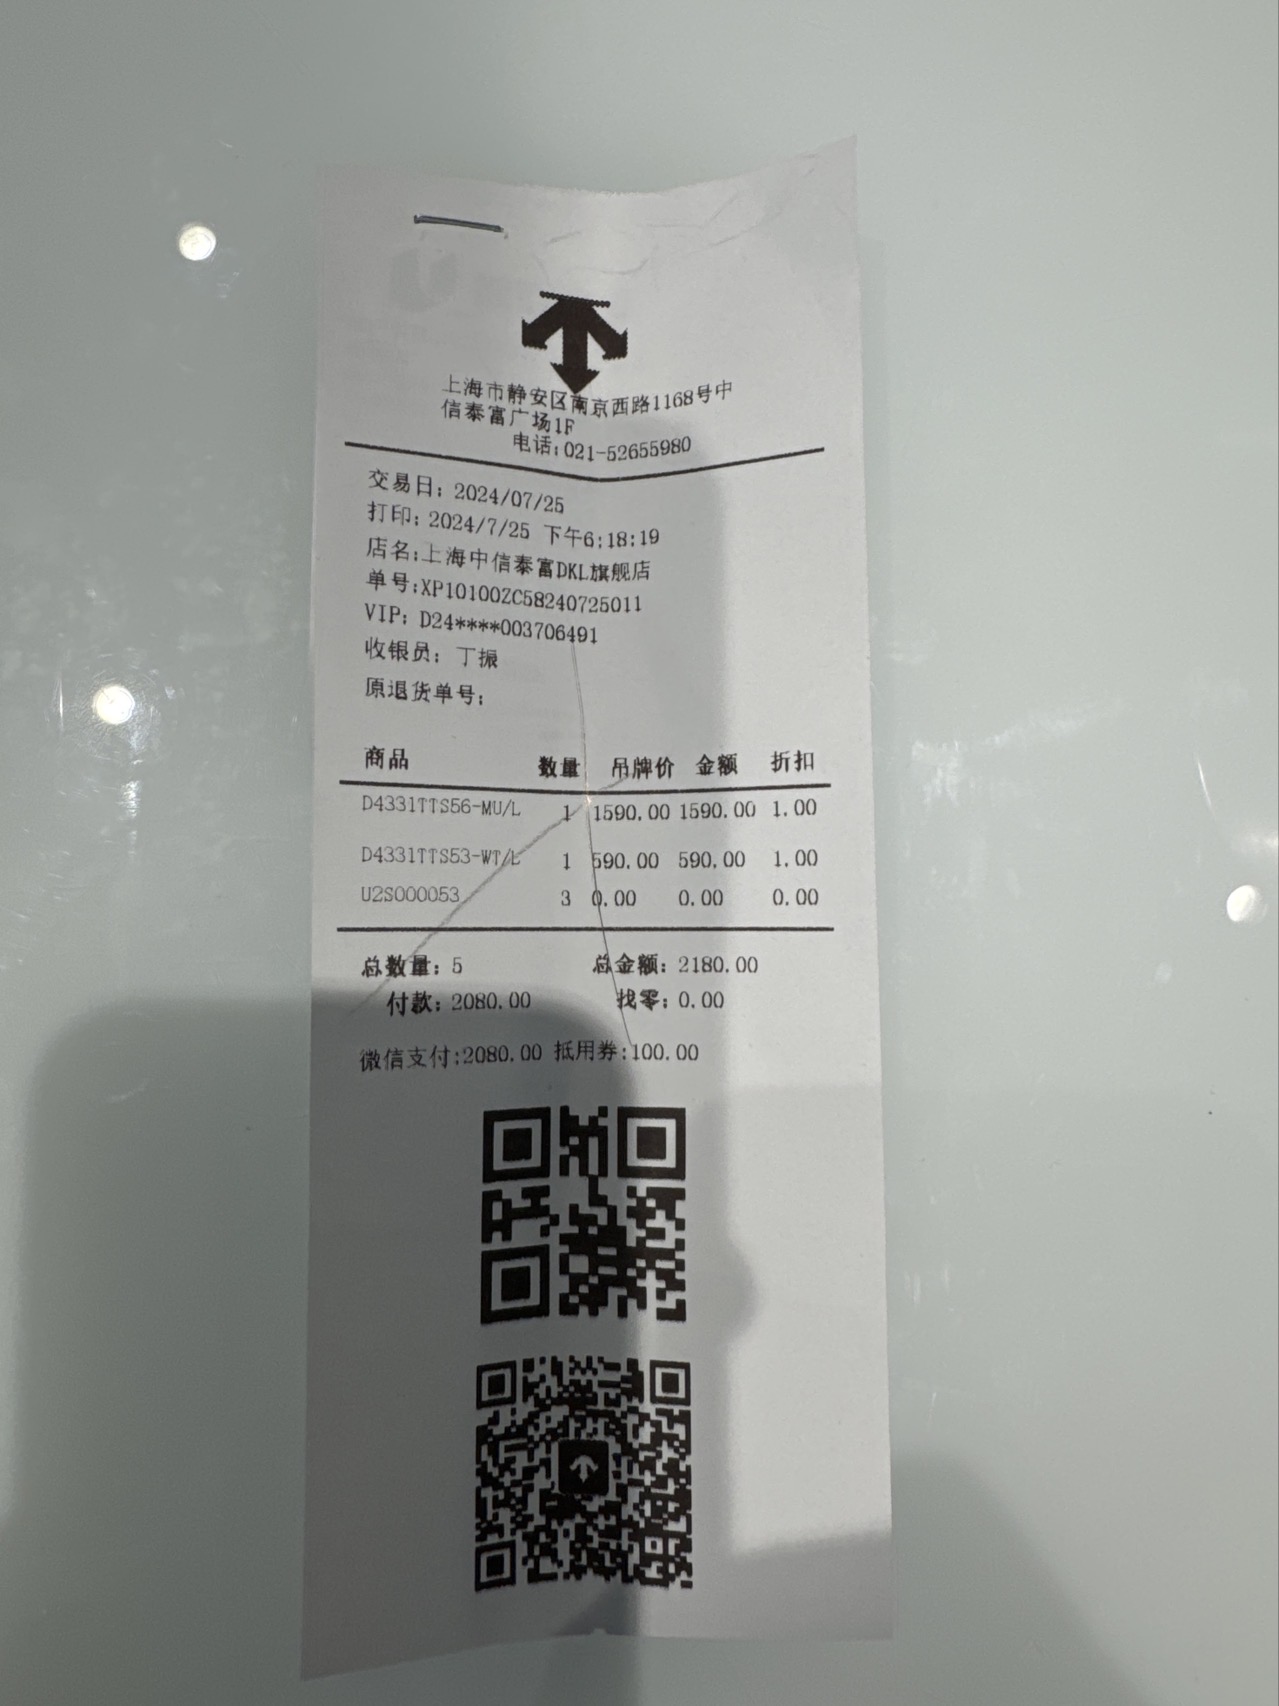 上海市静安区南京西路1168号中
信泰富广场1F
电话:021-52655980
交易日: 2024/07/25
打印: 2024/7/25 下午6:18:19
店名:上海中信泰富DKL旗舰店
单号:XP10100ZC58240725011
VIP: D24****003706491
收银员: 丁振
原退货单号:
商品 数量 吊牌价 金额 折扣
D4331TTS56-MU/L 1 1590.00 1590.00 1.00
D4331TTS53-WT/L 1 590.00 590.00 1.00
U2S000053 3 0.00 0.00 0.00
总数量: 5 总金额: 2180.00
付款: 2080.00 找零: 0.00
微信支付:2080.00 抵用券:100.00